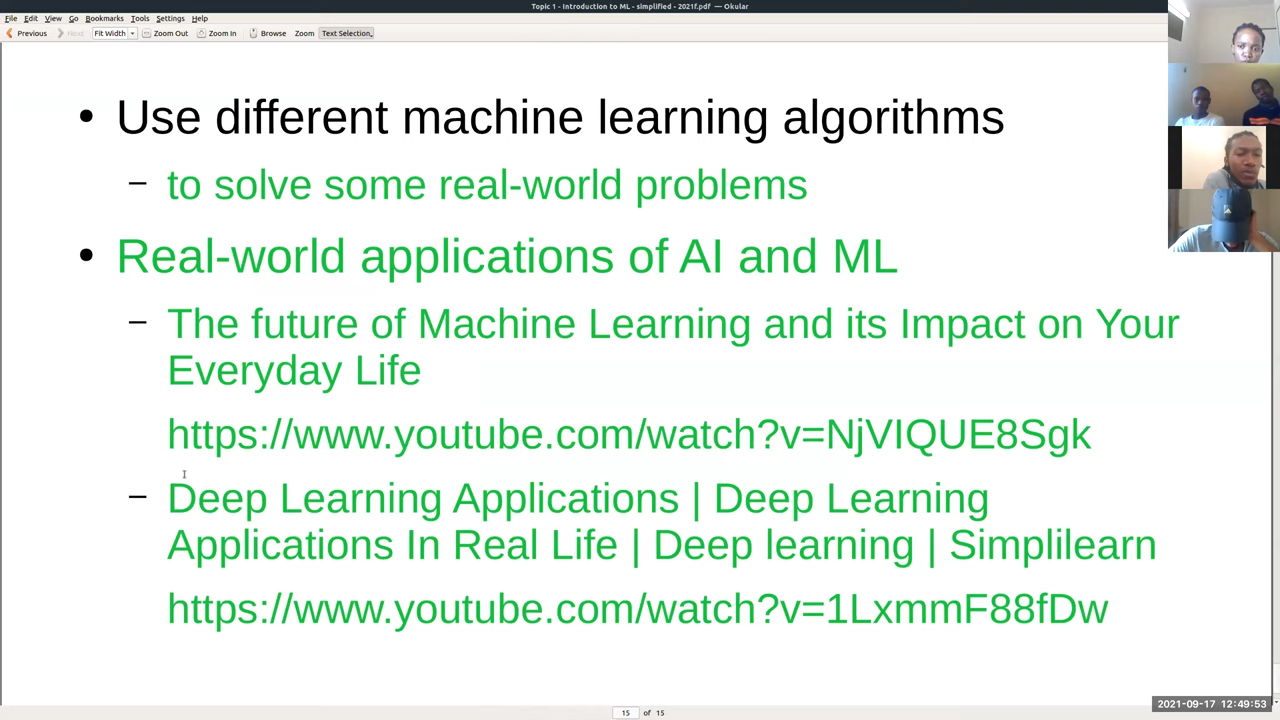 Topic 1 - Introduction to ML - simplified - 2021f.pdf — Okular
File Edit View Go Bookmarks Tools Settings Help
Previous Next Fit Width Zoom Out Zoom In Browse Zoom Text Selection
• Use different machine learning algorithms
– to solve some real-world problems
• Real-world applications of AI and ML
– The future of Machine Learning and its Impact on Your
Everyday Life
https://www.youtube.com/watch?v=NjVIQUE8Sgk
– Deep Learning Applications | Deep Learning
Applications In Real Life | Deep learning | Simplilearn
https://www.youtube.com/watch?v=1LxmmF88fDw
15 of 15
2021-09-17 12:49:53